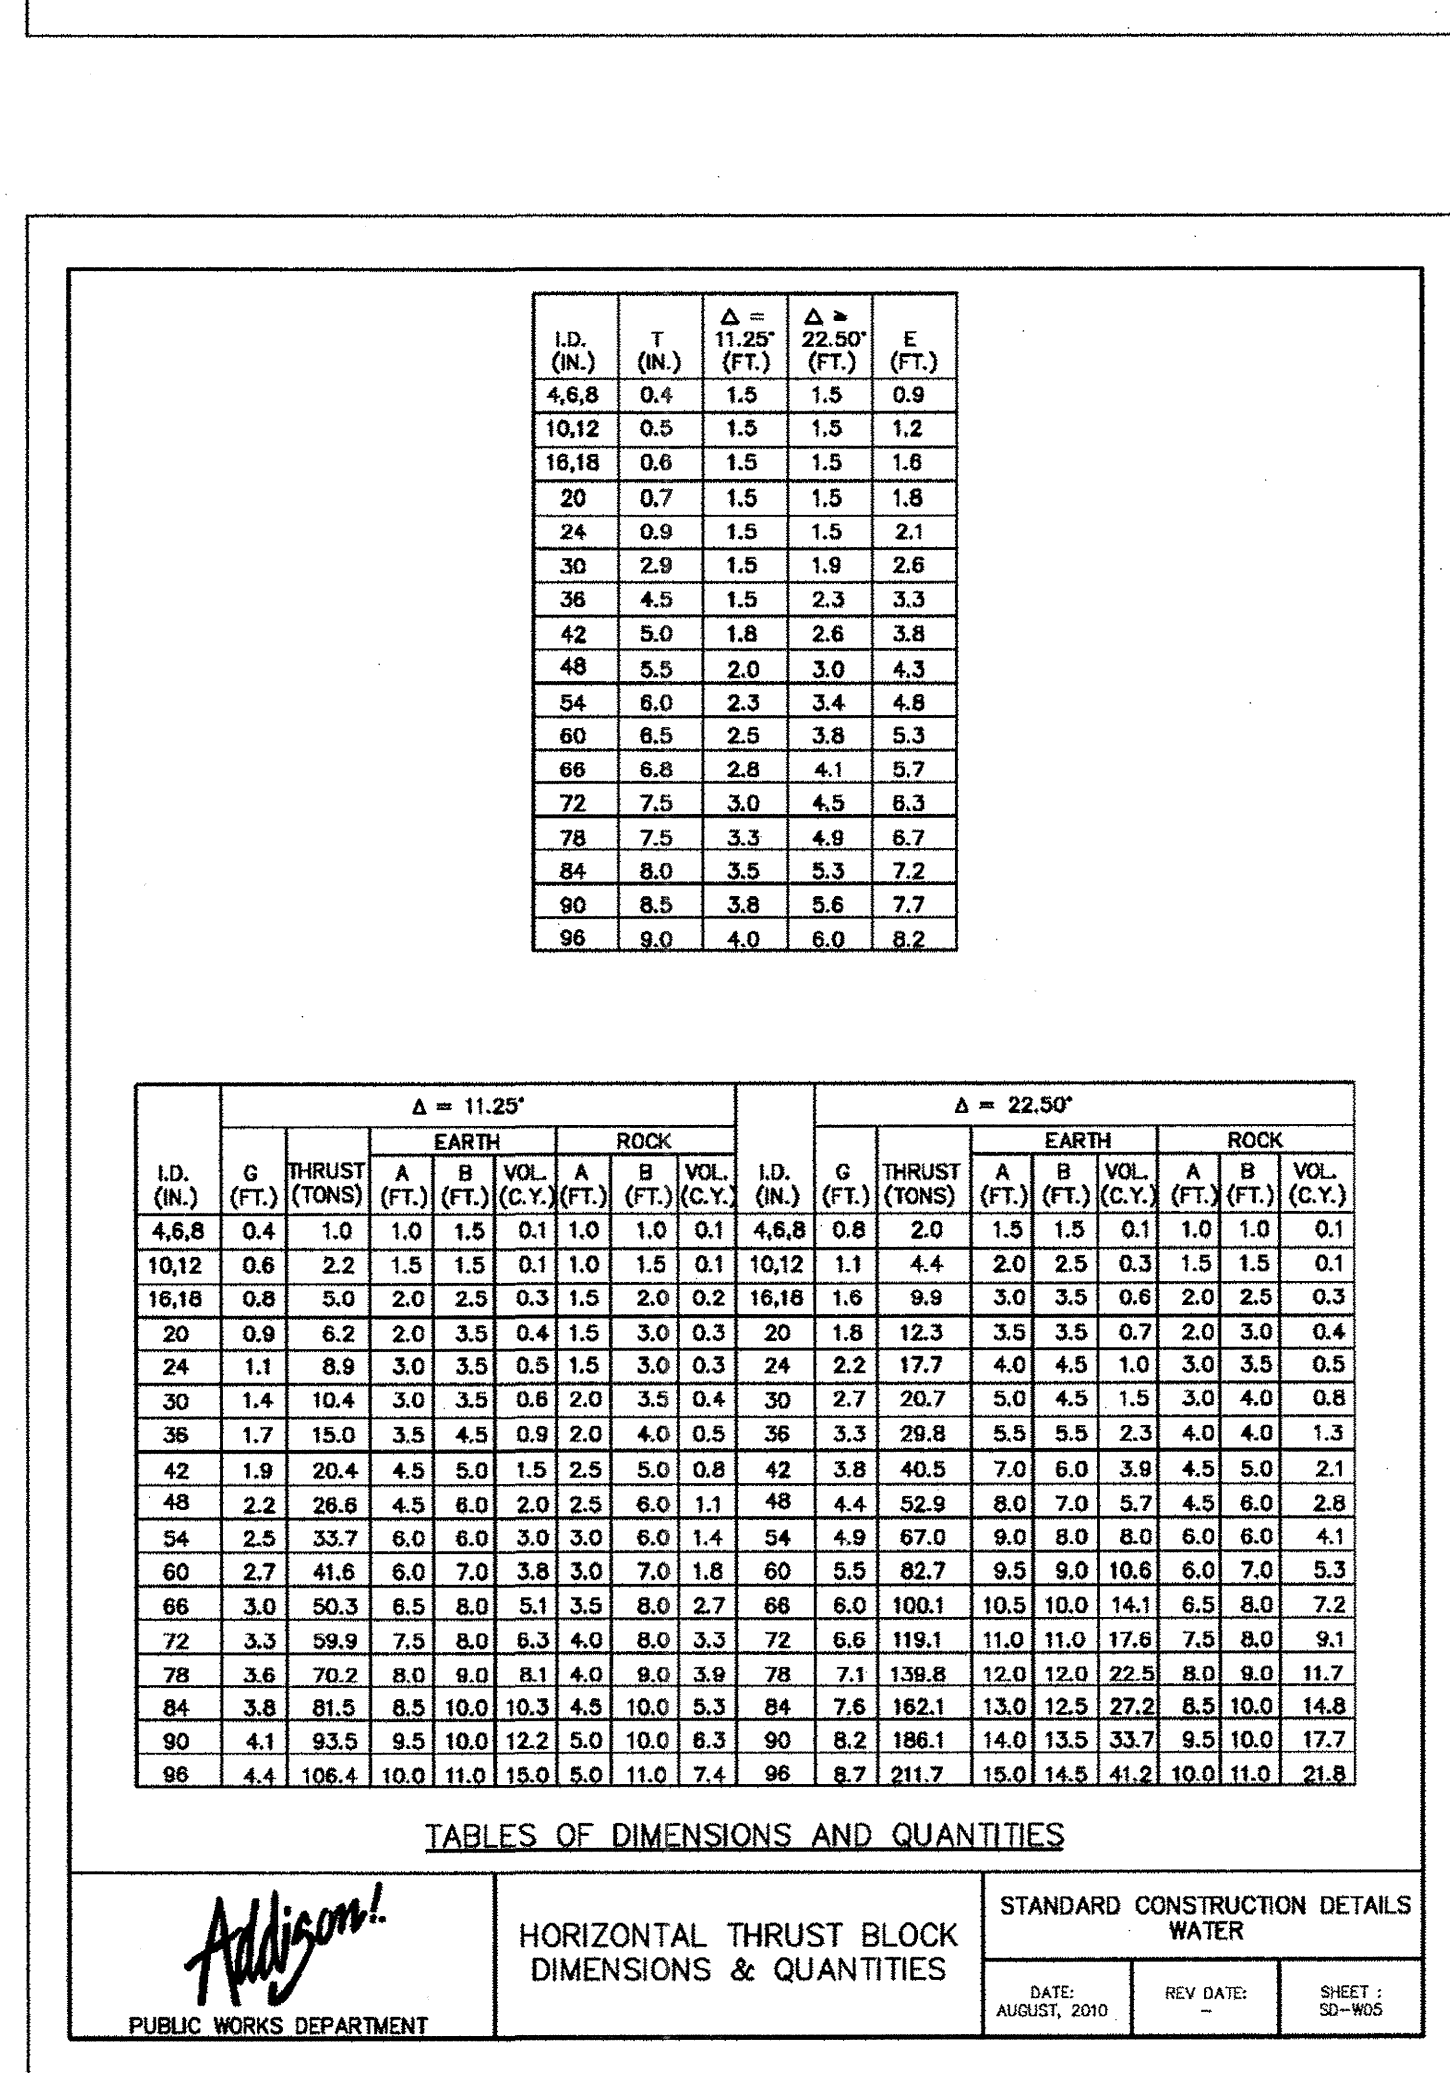 I.D. (IN.) T (IN.) Δ = 11.25° (FT.) Δ ≥ 22.50° (FT.) E (FT.)
4,6,8 0.4 1.5 1.5 0.9
10,12 0.5 1.5 1.5 1.2
16,18 0.6 1.5 1.5 1.6
20 0.7 1.5 1.5 1.8
24 0.9 1.5 1.5 2.1
30 2.9 1.5 1.9 2.6
36 4.5 1.5 2.3 3.3
42 5.0 1.8 2.6 3.8
48 5.5 2.0 3.0 4.3
54 6.0 2.3 3.4 4.8
60 6.5 2.5 3.8 5.3
66 6.8 2.8 4.1 5.7
72 7.5 3.0 4.5 6.3
78 7.5 3.3 4.9 6.7
84 8.0 3.5 5.3 7.2
90 8.5 3.8 5.6 7.7
96 9.0 4.0 6.0 8.2
Δ = 11.25° Δ = 22.50°
EARTH ROCK EARTH ROCK
I.D. G THRUST A B VOL. A B VOL. I.D. G THRUST A B VOL. A B VOL.
(IN.) (FT.) (TONS) (FT.) (FT.) (C.Y.) (FT.) (FT.) (C.Y.) (IN.) (FT.) (TONS) (FT.) (FT.) (C.Y.) (FT.) (FT.) (C.Y.)
4,6,8 0.4 1.0 1.0 1.5 0.1 1.0 1.0 0.1 4,6,8 0.8 2.0 1.5 1.5 0.1 1.0 1.0 0.1
10,12 0.6 2.2 1.5 1.5 0.1 1.0 1.5 0.1 10,12 1.1 4.4 2.0 2.5 0.3 1.5 1.5 0.1
16,18 0.8 5.0 2.0 2.5 0.3 1.5 2.0 0.2 16,18 1.6 9.9 3.0 3.5 0.6 2.0 2.5 0.3
20 0.9 6.2 2.0 3.5 0.4 1.5 3.0 0.3 20 1.8 12.3 3.5 3.5 0.7 2.0 3.0 0.4
24 1.1 8.9 3.0 3.5 0.5 1.5 3.0 0.3 24 2.2 17.7 4.0 4.5 1.0 3.0 3.5 0.5
30 1.4 10.4 3.0 3.5 0.6 2.0 3.5 0.4 30 2.7 20.7 5.0 4.5 1.5 3.0 4.0 0.8
36 1.7 15.0 3.5 4.5 0.9 2.0 4.0 0.5 36 3.3 29.8 5.5 5.5 2.3 4.0 4.0 1.3
42 1.9 20.4 4.5 5.0 1.5 2.5 5.0 0.8 42 3.8 40.5 7.0 6.0 3.9 4.5 5.0 2.1
48 2.2 26.6 4.5 6.0 2.0 2.5 6.0 1.1 48 4.4 52.9 8.0 7.0 5.7 4.5 6.0 2.8
54 2.5 33.7 6.0 6.0 3.0 3.0 6.0 1.4 54 4.9 67.0 9.0 8.0 8.0 6.0 6.0 4.1
60 2.7 41.6 6.0 7.0 3.8 3.0 7.0 1.8 60 5.5 82.7 9.5 9.0 10.6 6.0 7.0 5.3
66 3.0 50.3 6.5 8.0 5.1 3.5 8.0 2.7 66 6.0 100.1 10.5 10.0 14.1 6.5 8.0 7.2
72 3.3 59.9 7.5 8.0 6.3 4.0 8.0 3.3 72 6.6 119.1 11.0 11.0 17.6 7.5 8.0 9.1
78 3.6 70.2 8.0 9.0 8.1 4.0 9.0 3.9 78 7.1 139.8 12.0 12.0 22.5 8.0 9.0 11.7
84 3.8 81.5 8.5 10.0 10.3 4.5 10.0 5.3 84 7.6 162.1 13.0 12.5 27.2 8.5 10.0 14.8
90 4.1 93.5 9.5 10.0 12.2 5.0 10.0 6.3 90 8.2 186.1 14.0 13.5 33.7 9.5 10.0 17.7
96 4.4 106.4 10.0 11.0 15.0 5.0 11.0 7.4 96 8.7 211.7 15.0 14.5 41.2 10.0 11.0 21.8
TABLES OF DIMENSIONS AND QUANTITIES
Addison!
PUBLIC WORKS DEPARTMENT
HORIZONTAL THRUST BLOCK
DIMENSIONS & QUANTITIES
STANDARD CONSTRUCTION DETAILS
WATER
DATE:
AUGUST, 2010
REV DATE:
–
SHEET :
SD-W05